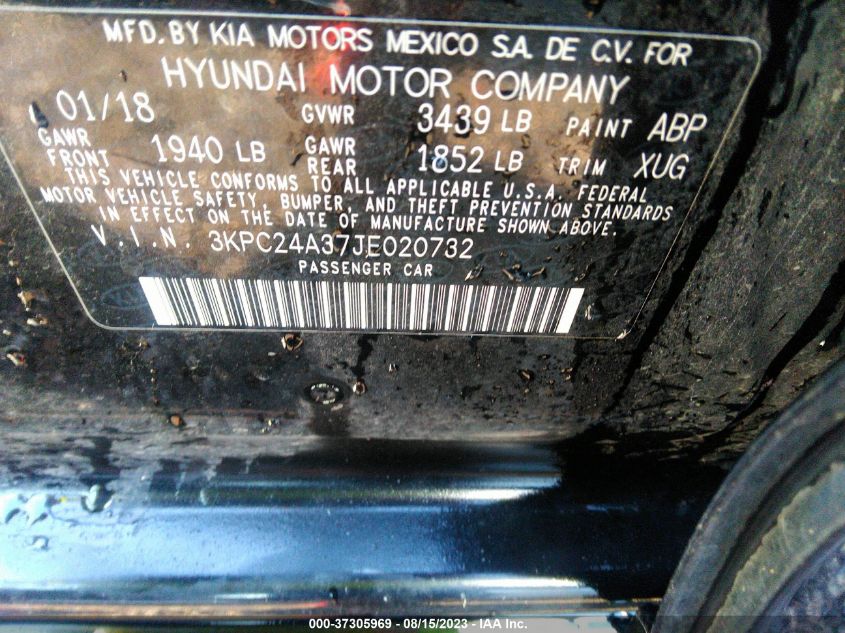 MFD. BY KIA MOTORS MEXICO S.A. DE C.V. FOR
HYUNDAI MOTOR COMPANY
01/18 GVWR 3439 LB PAINT ABP
GAWR FRONT 1940 LB GAWR REAR 1852 LB TRIM XUG
THIS VEHICLE CONFORMS TO ALL APPLICABLE U.S.A. FEDERAL
MOTOR VEHICLE SAFETY, BUMPER, AND THEFT PREVENTION STANDARDS
IN EFFECT ON THE DATE OF MANUFACTURE SHOWN ABOVE.
V.I.N. 3KPC24A37JE020732
PASSENGER CAR
000-37305969 - 08/15/2023 - IAA Inc.